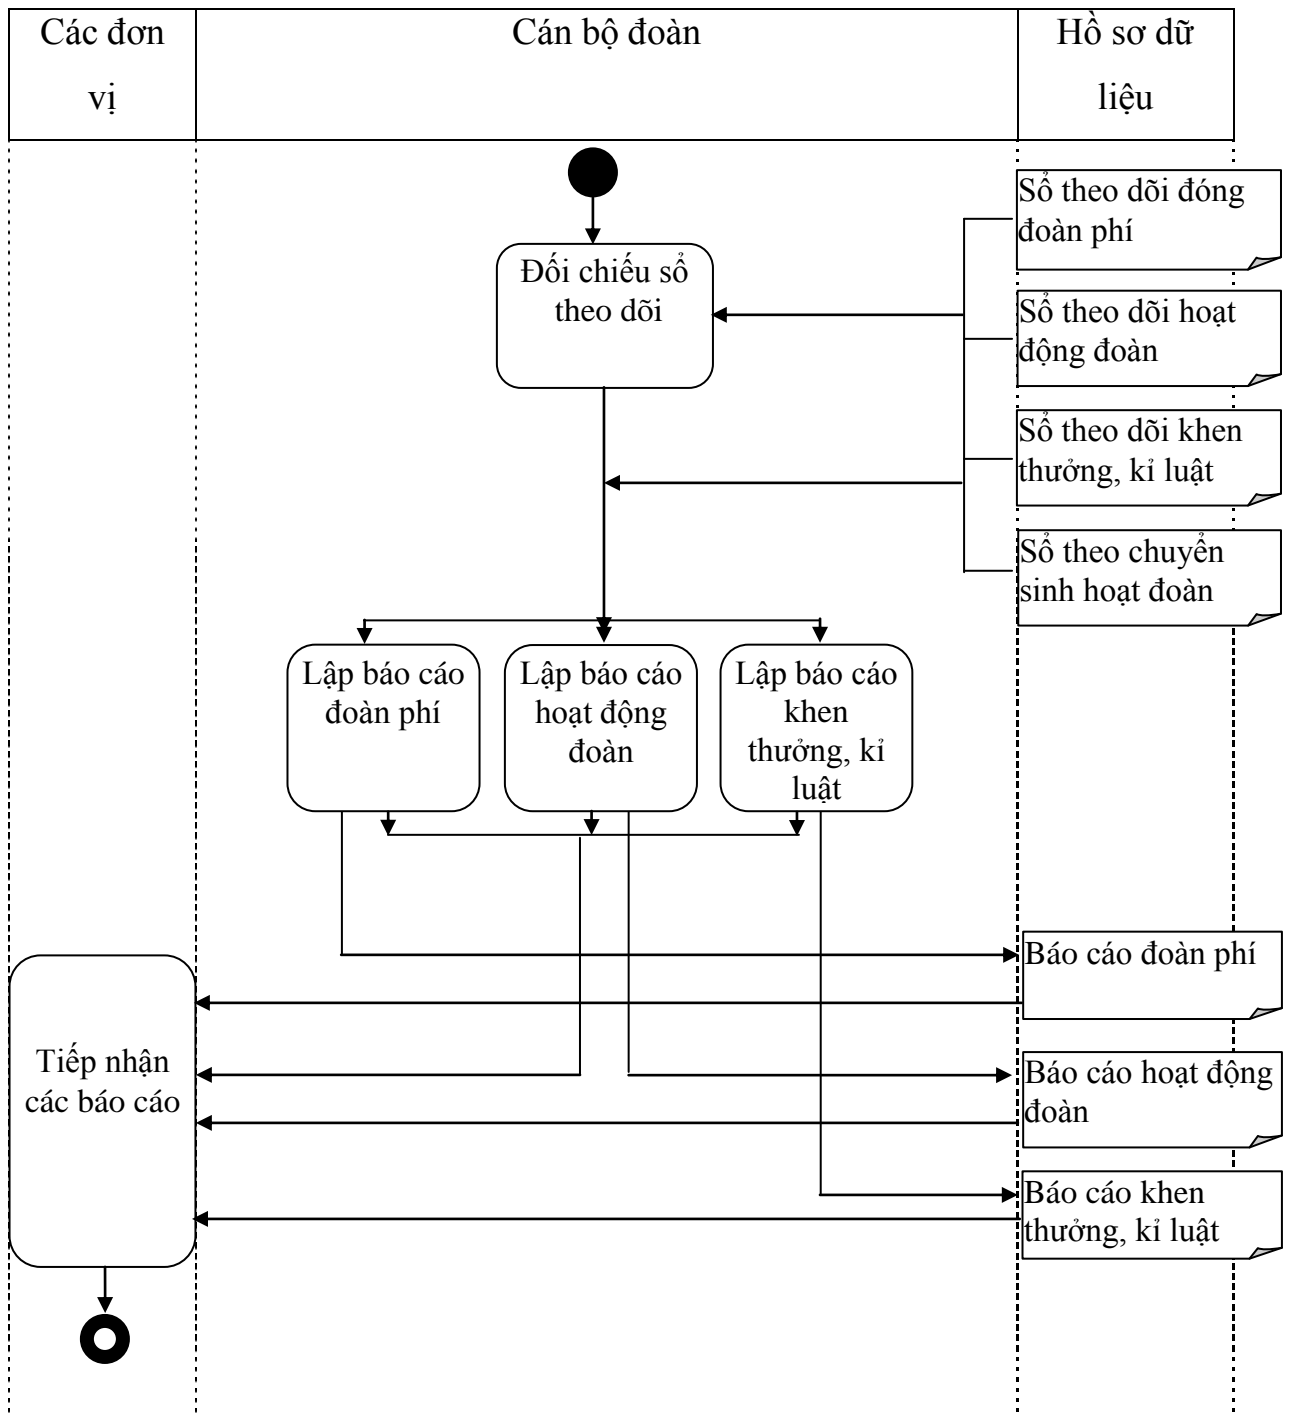 Các đơn
vị
Cán bộ đoàn
Hồ sơ dữ
liệu
Sổ theo dõi đóng
đoàn phí
Đối chiếu sổ
theo dõi
Sổ theo dõi hoạt
động đoàn
Sổ theo dõi khen
thưởng, kỉ luật
Sổ theo chuyển
sinh hoạt đoàn
Lập báo cáo
đoàn phí
Lập báo cáo
hoạt động
đoàn
Lập báo cáo
khen
thưởng, kỉ
luật
Báo cáo đoàn phí
Tiếp nhận
các báo cáo
Báo cáo hoạt động
đoàn
Báo cáo khen
thưởng, kỉ luật